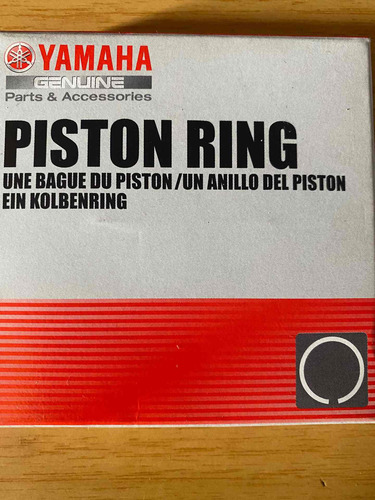 YAMAHA
GENUINE
Parts & Accessories
PISTON RING
UNE BAGUE DU PISTON/UN ANILLO DEL PISTON
EIN KOLBENRING